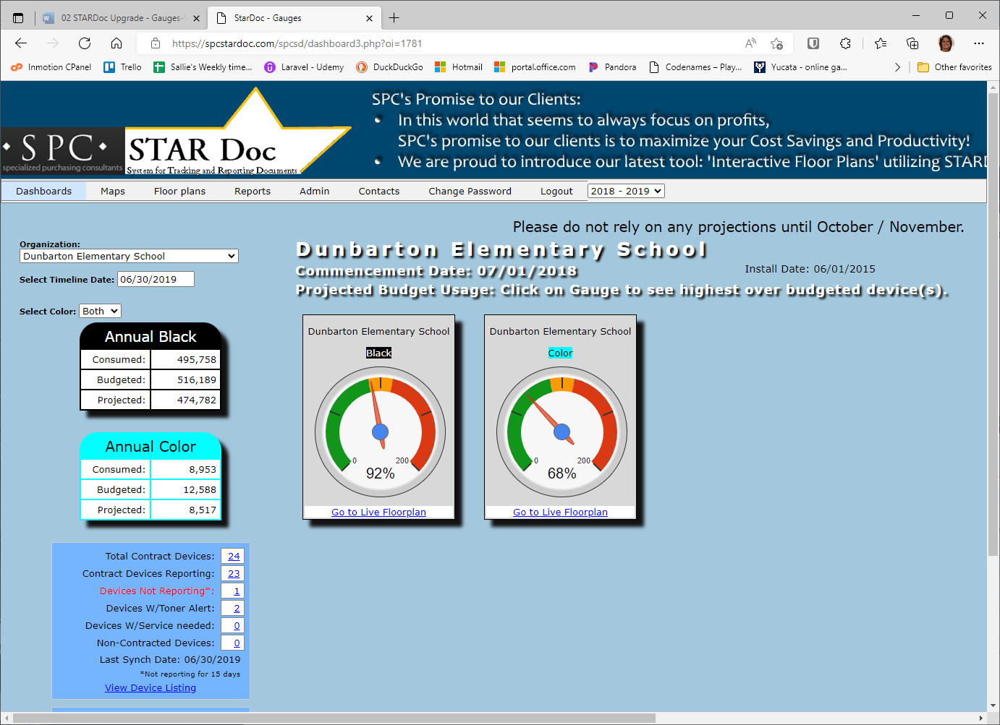 02 STARDoc Upgrade - Gauges-
StarDoc - Gauges
https://spcstardoc.com/spcsd/dashboard3.php?oi=1781
Inmotion CPanel
Trello
Sallie's Weekly time...
Laravel - Udemy
DuckDuckGo
Hotmail
portal.office.com
Pandora
Codenames – Play...
Yucata - online ga...
Other favorites
SPC
specialized purchasing consultants
STAR Doc
System for Tracking and Reporting Documents
SPC's Promise to our Clients:
• In this world that seems to always focus on profits,
SPC's promise to our clients is to maximize your Cost Savings and Productivity!
• We are proud to introduce our latest tool: 'Interactive Floor Plans' utilizing STARD
Dashboards Maps Floor plans Reports Admin Contacts Change Password Logout 2018 - 2019
Please do not rely on any projections until October / November.
Organization:
Dunbarton Elementary School
Select Timeline Date: 06/30/2019
Select Color: Both
Dunbarton Elementary School
Commencement Date: 07/01/2018
Install Date: 06/01/2015
Projected Budget Usage: Click on Gauge to see highest over budgeted device(s).
Annual Black
Consumed: 495,758
Budgeted: 516,189
Projected: 474,782
Annual Color
Consumed: 8,953
Budgeted: 12,588
Projected: 8,517
Dunbarton Elementary School
Black
0 200
92%
Go to Live Floorplan
Dunbarton Elementary School
Color
0 200
68%
Go to Live Floorplan
Total Contract Devices: 24
Contract Devices Reporting: 23
Devices Not Reporting*: 1
Devices W/Toner Alert: 2
Devices W/Service needed: 0
Non-Contracted Devices: 0
Last Synch Date: 06/30/2019
*Not reporting for 15 days
View Device Listing